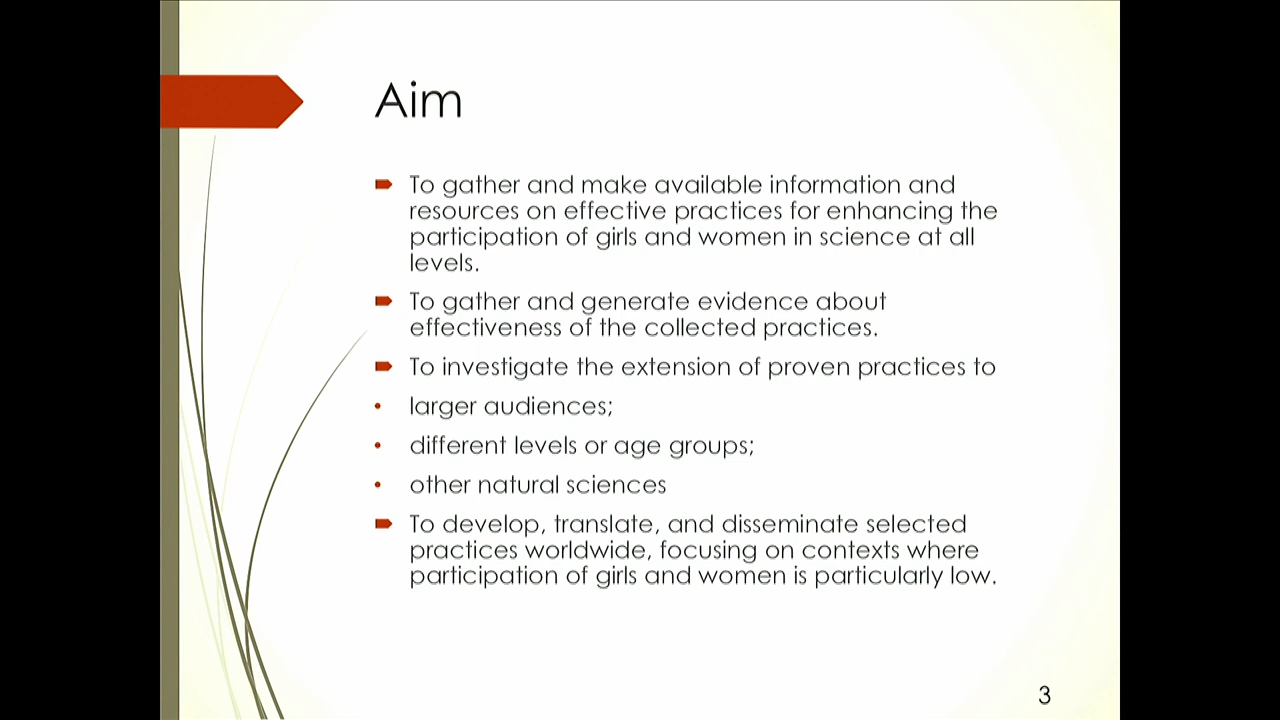 Aim
To gather and make available information and
resources on effective practices for enhancing the
participation of girls and women in science at all
levels.
To gather and generate evidence about
effectiveness of the collected practices.
To investigate the extension of proven practices to
larger audiences;
different levels or age groups;
other natural sciences
To develop, translate, and disseminate selected
practices worldwide, focusing on contexts where
participation of girls and women is particularly low.
3